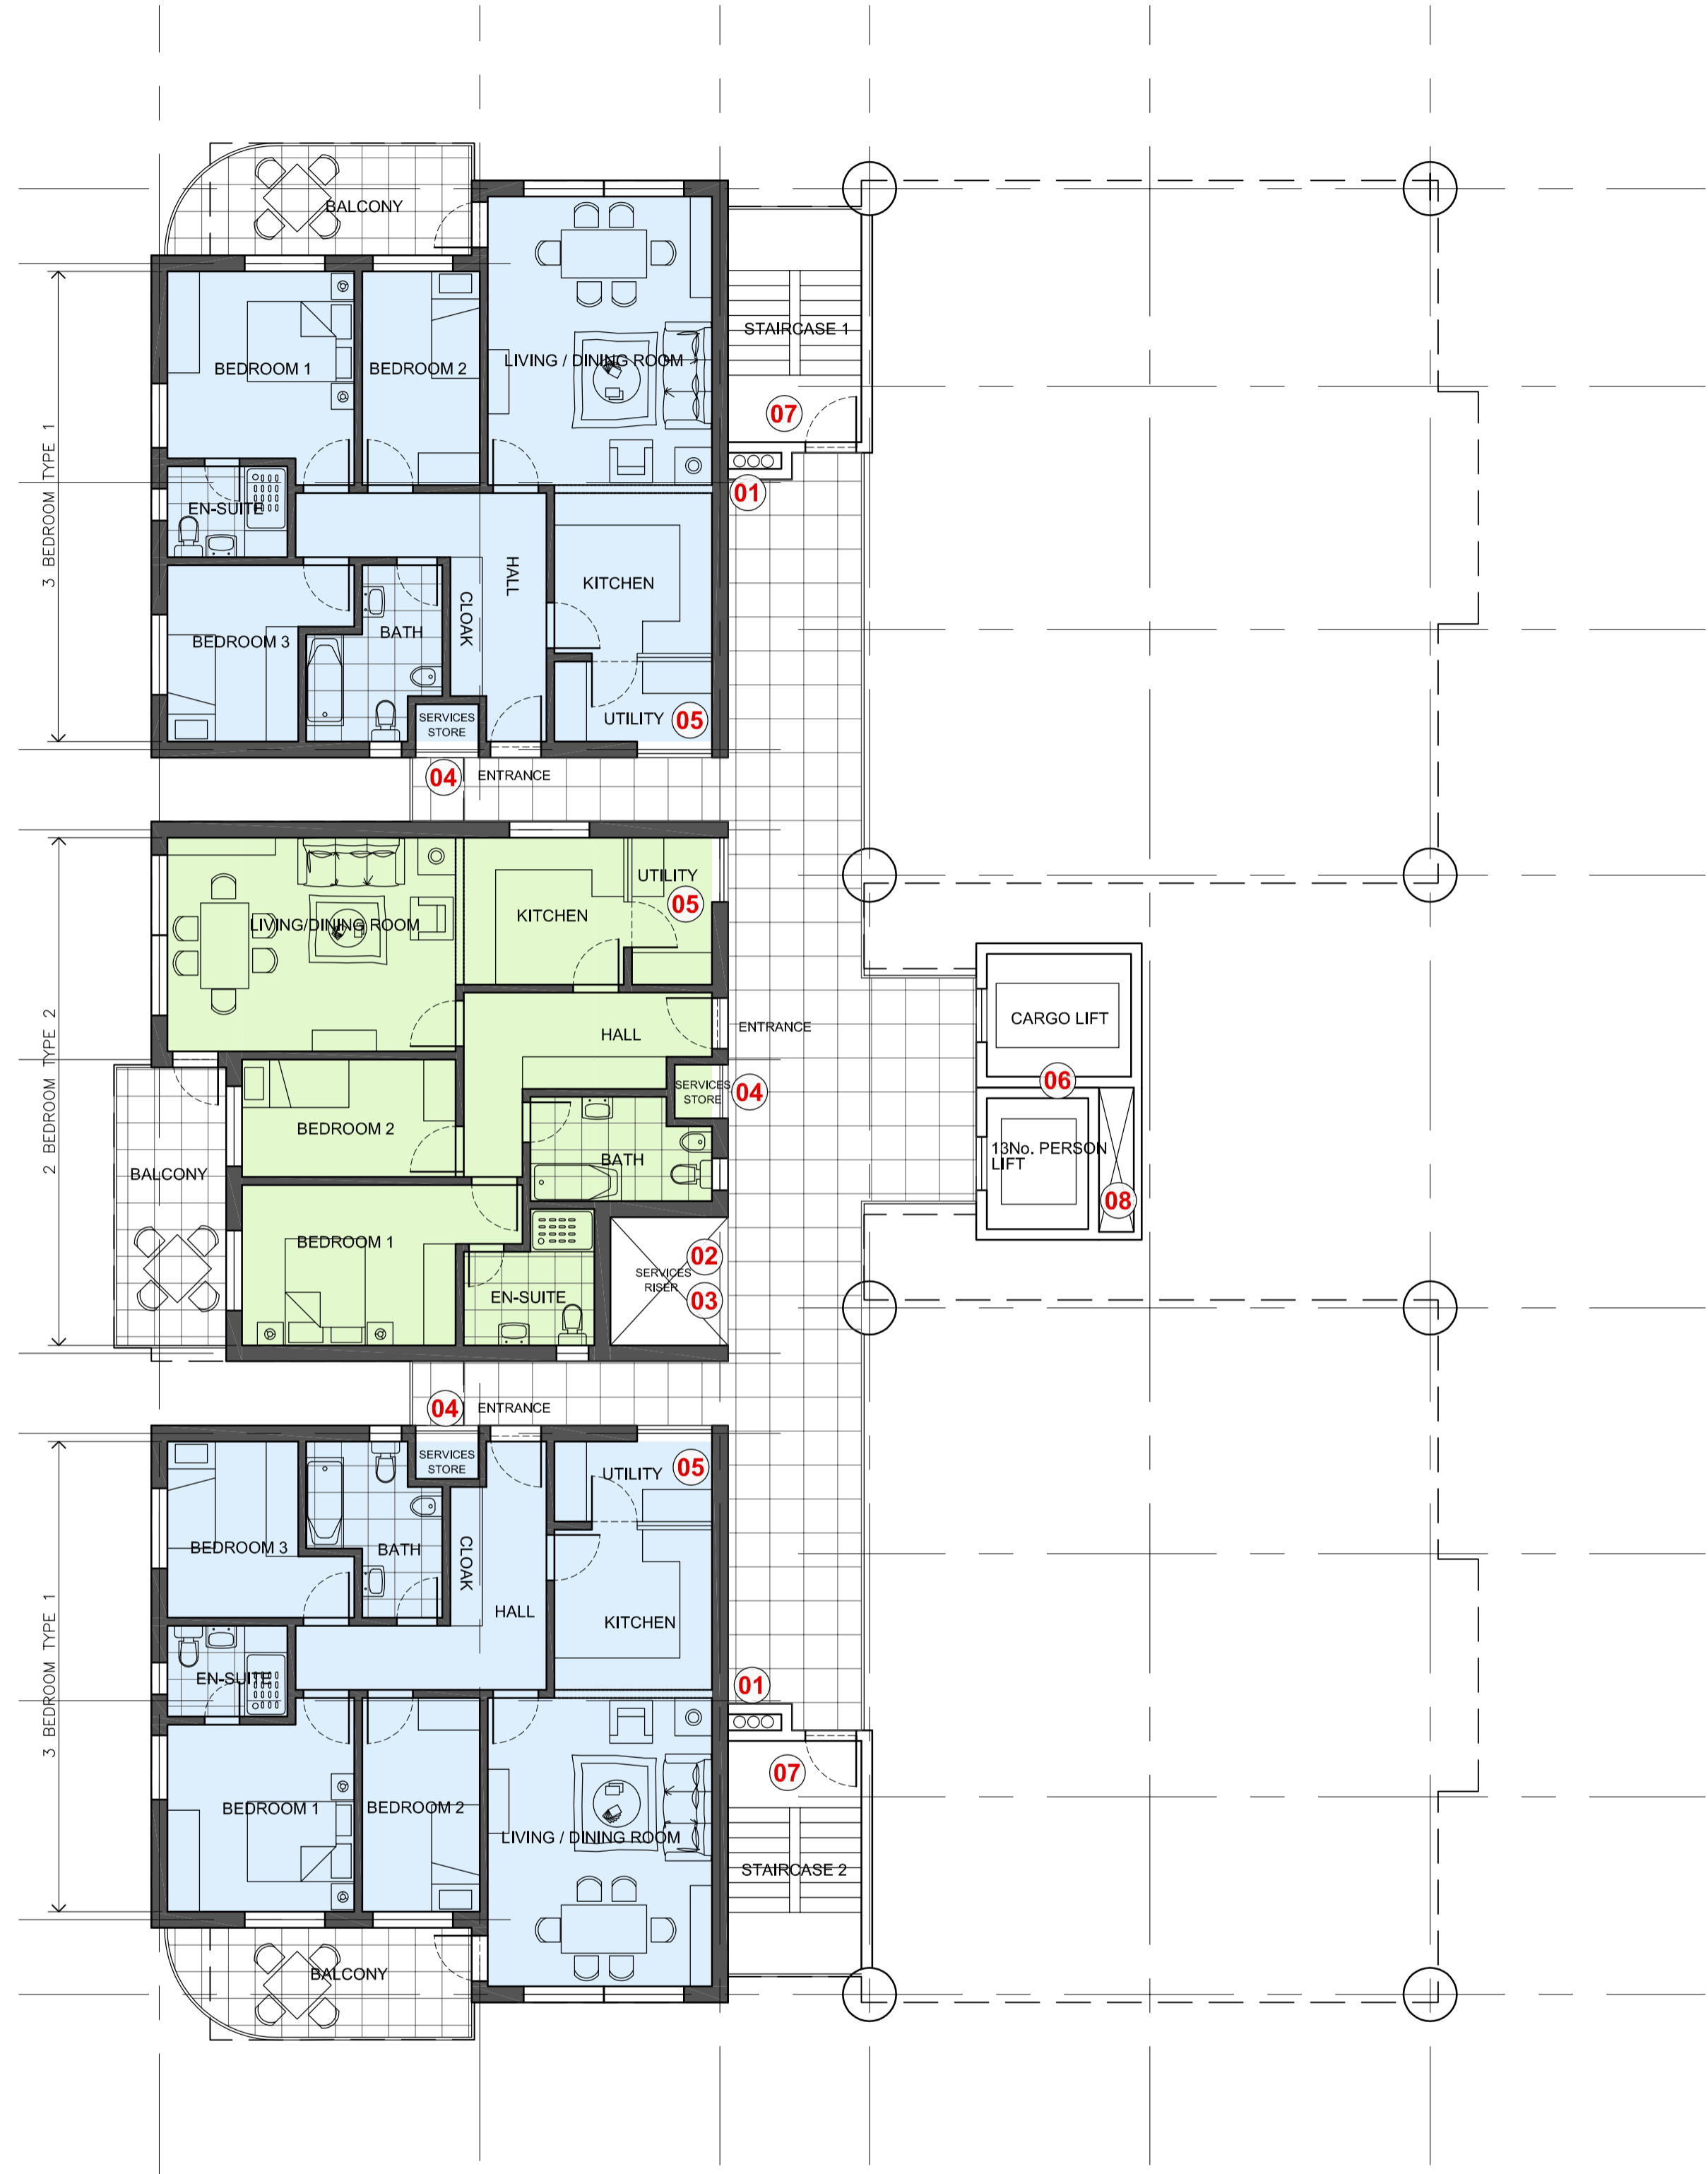 BALCONY
STAIRCASE 1
LIVING / DINING ROOM
BEDROOM 1
BEDROOM 2
07
01
EN-SUITE
3 BEDROOM TYPE 1
HALL
KITCHEN
CLOAK
BATH
BEDROOM 3
SERVICES
STORE
UTILITY
05
04
ENTRANCE
UTILITY
05
KITCHEN
LIVING/DINING ROOM
CARGO LIFT
ENTRANCE
HALL
2 BEDROOM TYPE 2
06
SERVICES
STORE
04
BEDROOM 2
13No. PERSON
LIFT
BATH
BALCONY
08
BEDROOM 1
02
SERVICES
RISER
03
EN-SUITE
04
ENTRANCE
SERVICES
STORE
UTILITY
05
BEDROOM 3
BATH
CLOAK
HALL
KITCHEN
EN-SUITE
01
3 BEDROOM TYPE 1
07
BEDROOM 1
BEDROOM 2
LIVING / DINING ROOM
STAIRCASE 2
BALCONY